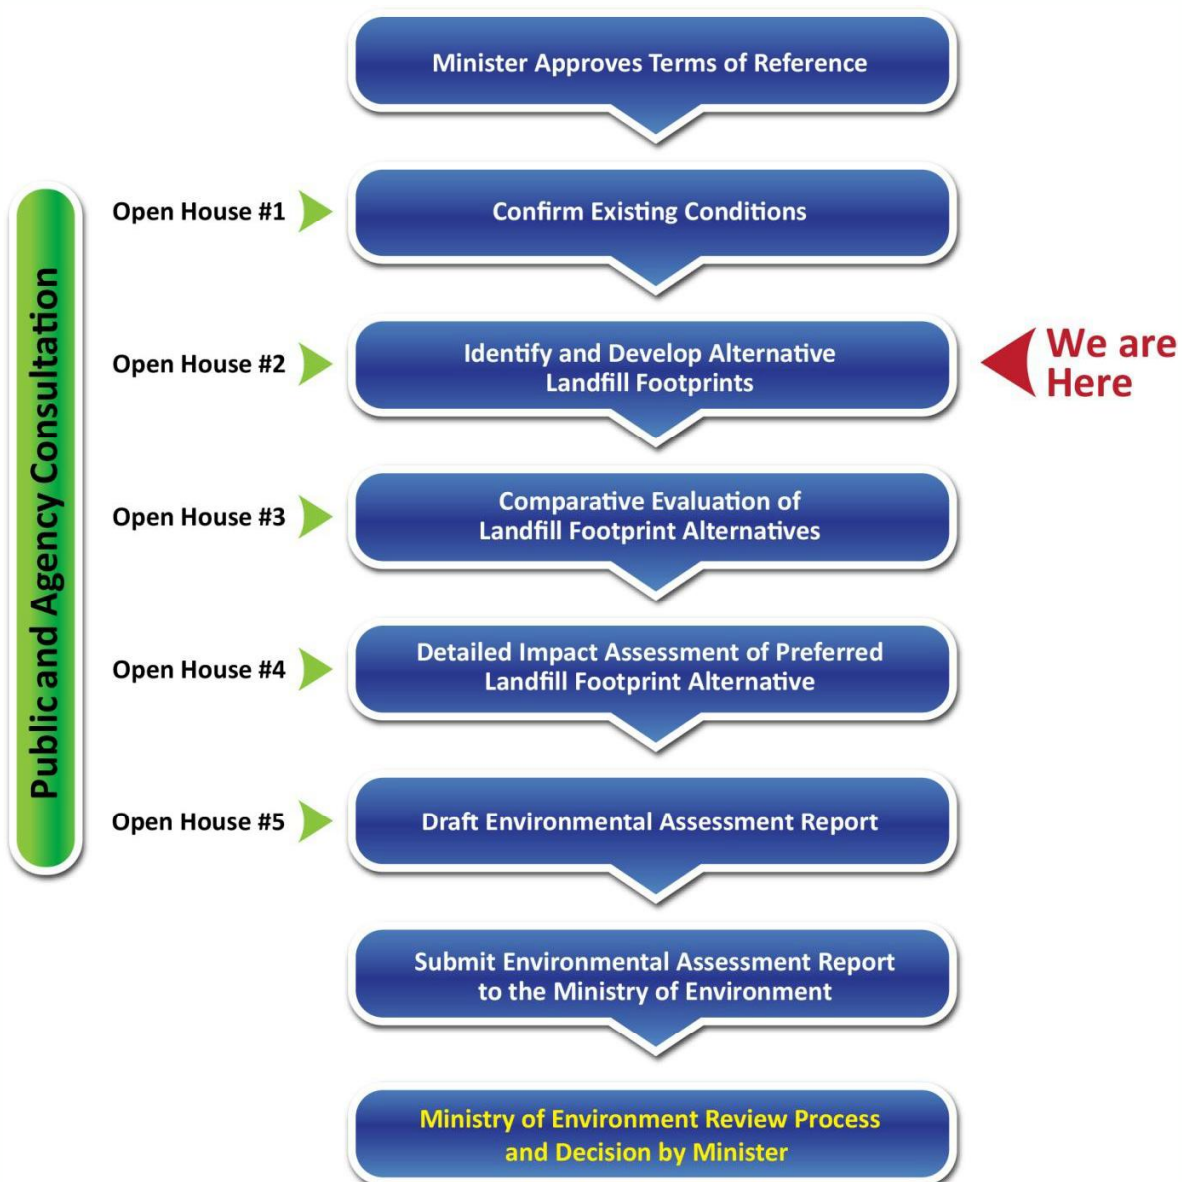 Minister Approves Terms of Reference
Public and Agency Consultation
Open House #1
Confirm Existing Conditions
Open House #2
Identify and Develop Alternative
Landfill Footprints
We are
Here
Open House #3
Comparative Evaluation of
Landfill Footprint Alternatives
Open House #4
Detailed Impact Assessment of Preferred
Landfill Footprint Alternative
Open House #5
Draft Environmental Assessment Report
Submit Environmental Assessment Report
to the Ministry of Environment
Ministry of Environment Review Process
and Decision by Minister